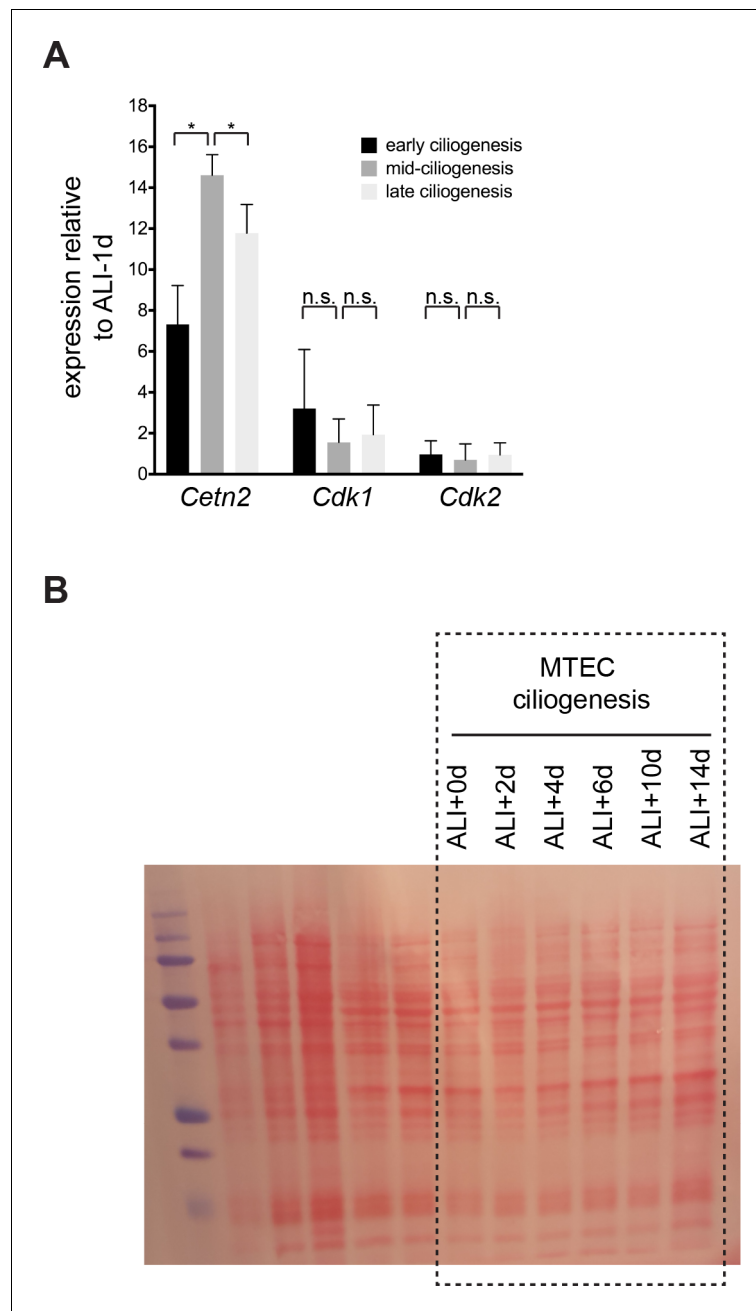 A
18
16
14
12
10
8
6
4
2
0
expression relative
to ALI-1d
* *
early ciliogenesis
mid-ciliogenesis
late ciliogenesis
n.s. n.s. n.s. n.s.
Cetn2 Cdk1 Cdk2
B
MTEC
ciliogenesis
ALI+0d
ALI+2d
ALI+4d
ALI+6d
ALI+10d
ALI+14d